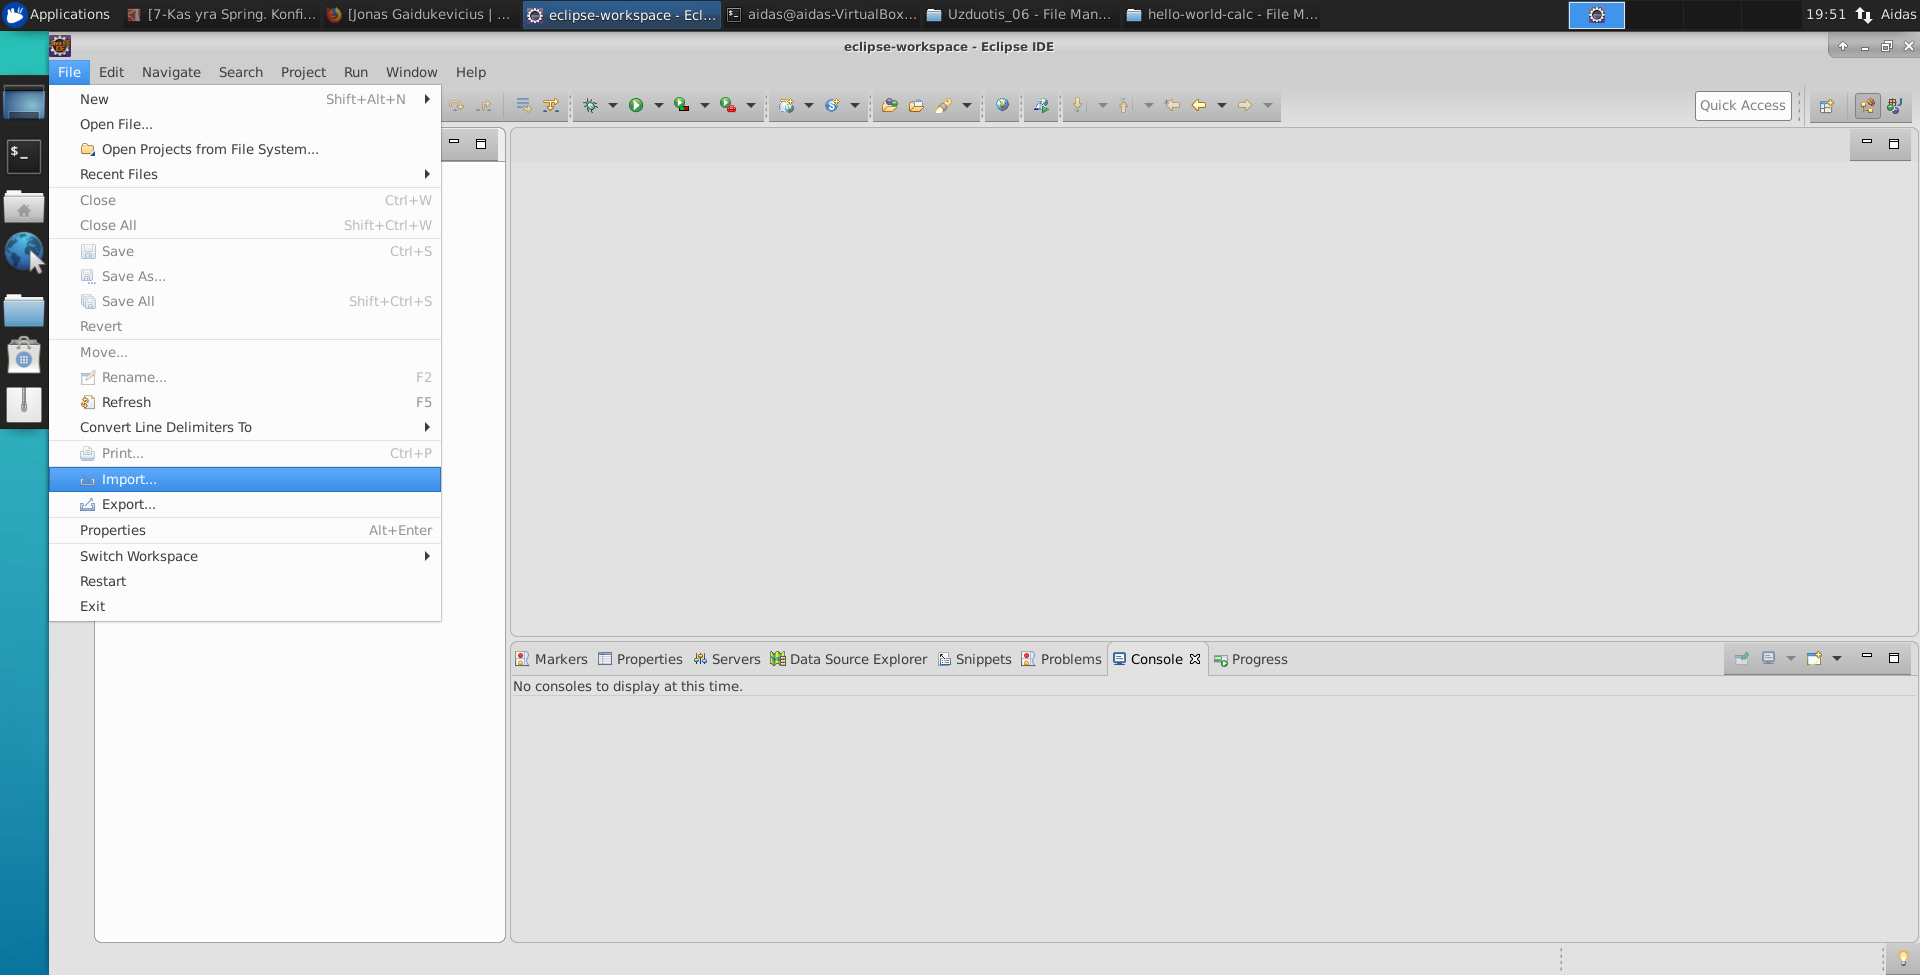 Applications [7-Kas yra Spring. Konfi... [Jonas Gaidukevicius | ... eclipse-workspace - Ecl... aidas@aidas-VirtualBox... Uzduotis_06 - File Man... hello-world-calc - File M... 19:51 Aidas
eclipse-workspace - Eclipse IDE
File Edit Navigate Search Project Run Window Help
Quick Access
New Shift+Alt+N
Open File...
Open Projects from File System...
Recent Files
Close Ctrl+W
Close All Shift+Ctrl+W
Save Ctrl+S
Save As...
Save All Shift+Ctrl+S
Revert
Move...
Rename... F2
Refresh F5
Convert Line Delimiters To
Print... Ctrl+P
Import...
Export...
Properties Alt+Enter
Switch Workspace
Restart
Exit
Markers Properties Servers Data Source Explorer Snippets Problems Console Progress
No consoles to display at this time.